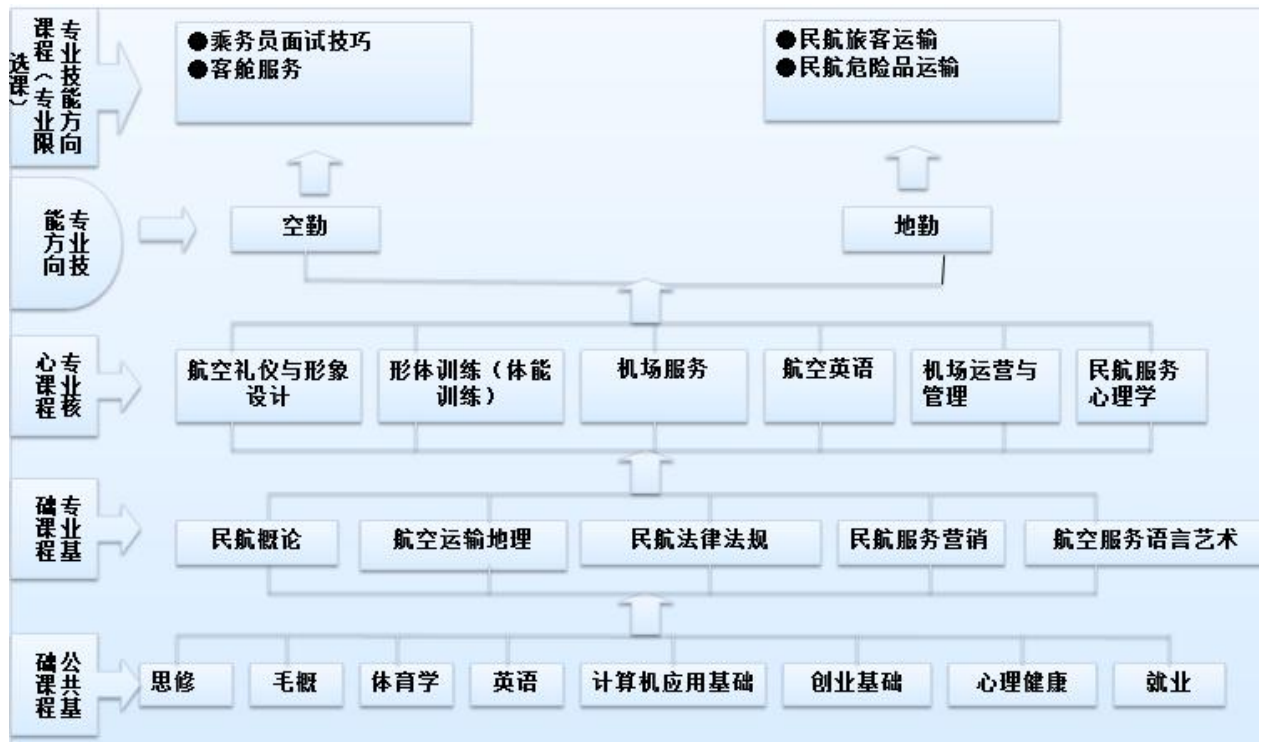 专业技能方向
课程（专业限
选课）
●乘务员面试技巧
●客舱服务
●民航旅客运输
●民航危险品运输
专业技
能方向
空勤
地勤
专业核
心课程
航空礼仪与形象
设计
形体训练（体能
训练）
机场服务
航空英语
机场运营与
管理
民航服务
心理学
专业基
础课程
民航概论
航空运输地理
民航法律法规
民航服务营销
航空服务语言艺术
公共基
础课程
思修
毛概
体育学
英语
计算机应用基础
创业基础
心理健康
就业